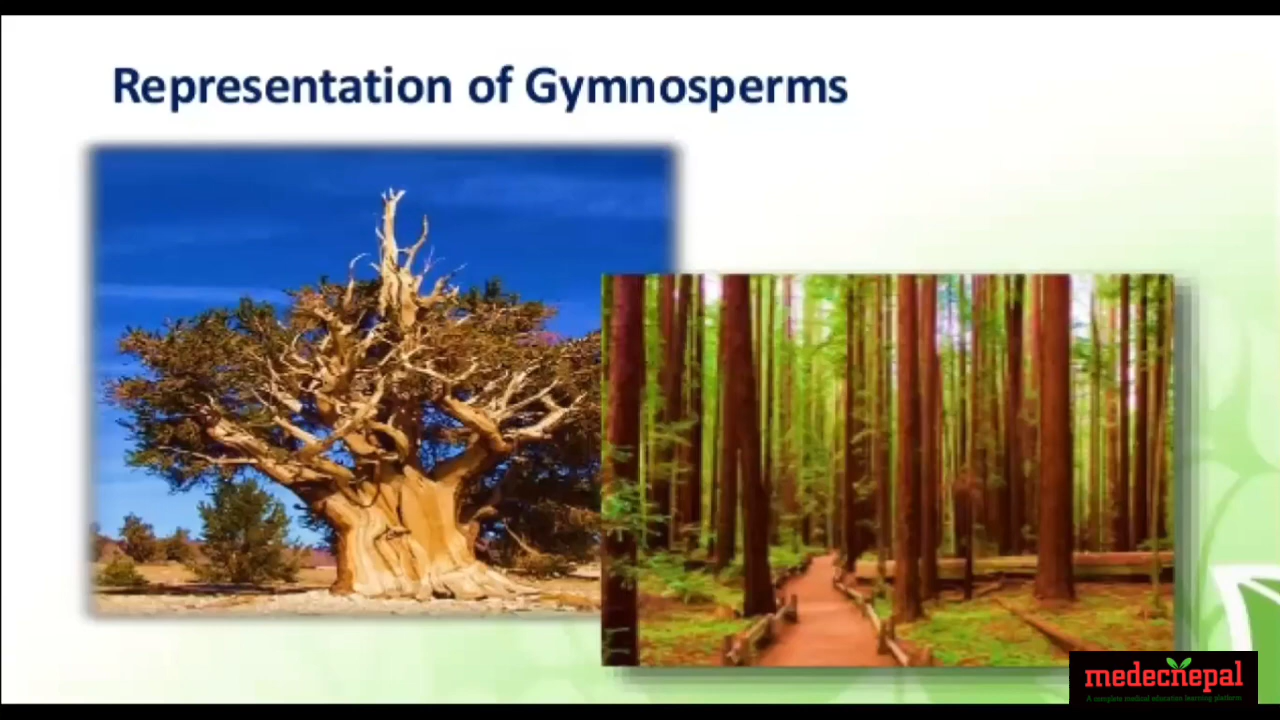 Representation of Gymnosperms
medecnepal
A complete medical education learning platform